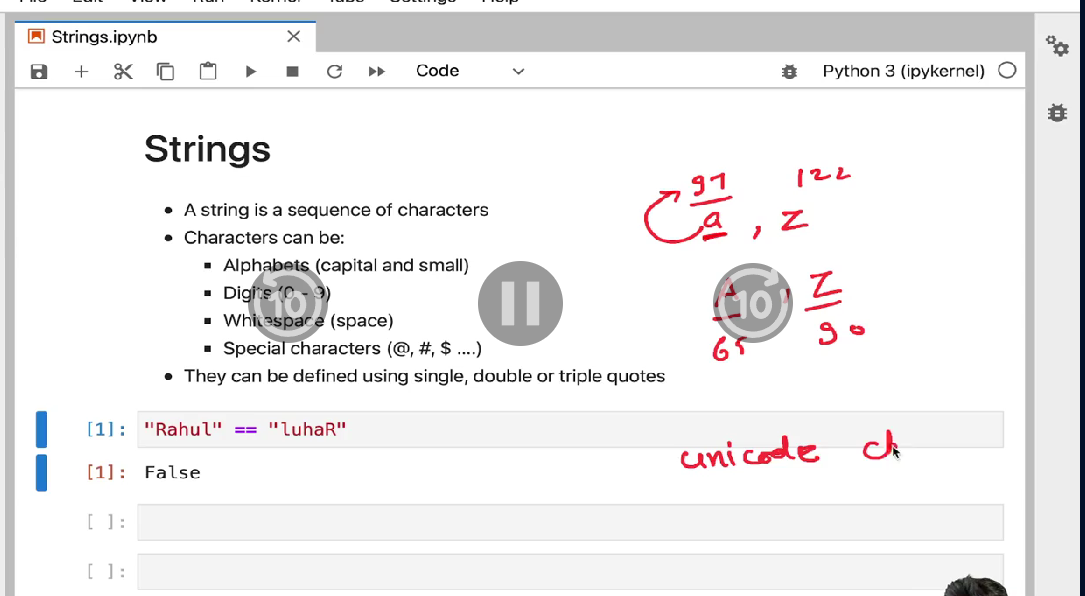 Strings.ipynb
Code
Python 3 (ipykernel)
Strings
A string is a sequence of characters
Characters can be:
Alphabets (capital and small)
Digits (0 - 9)
Whitespace (space)
Special characters (@, #, $ ....)
They can be defined using single, double or triple quotes
97 122
a , z
A , Z
65 90
10
10
[1]: "Rahul" == "luhaR"
unicode
[1]: False
[ ]:
[ ]: